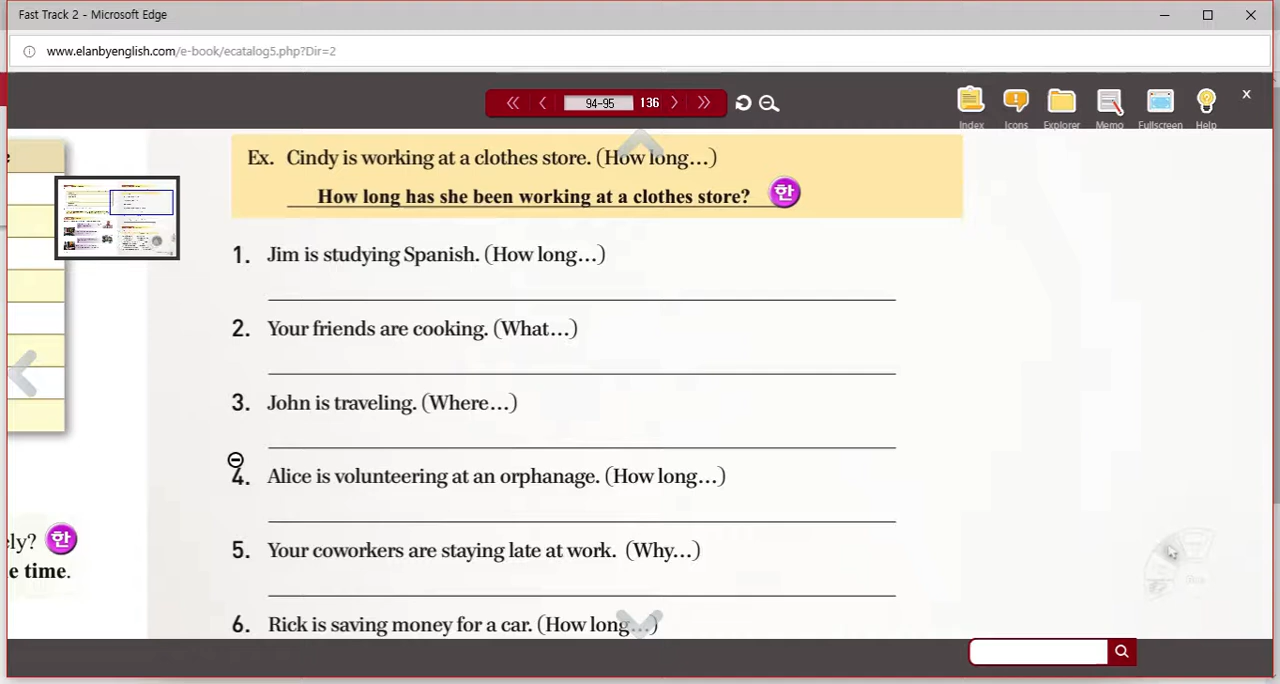 Fast Track 2 - Microsoft Edge
www.elanbyenglish.com/e-book/ecatalog5.php?Dir=2
94-95 136
Index Icons Explorer Memo Fullscreen Help
Ex. Cindy is working at a clothes store. (How long…)
How long has she been working at a clothes store? 한
1. Jim is studying Spanish. (How long…)
2. Your friends are cooking. (What…)
3. John is traveling. (Where…)
4. Alice is volunteering at an orphanage. (How long…)
5. Your coworkers are staying late at work. (Why…)
6. Rick is saving money for a car. (How long…)
ly? 한
e time.